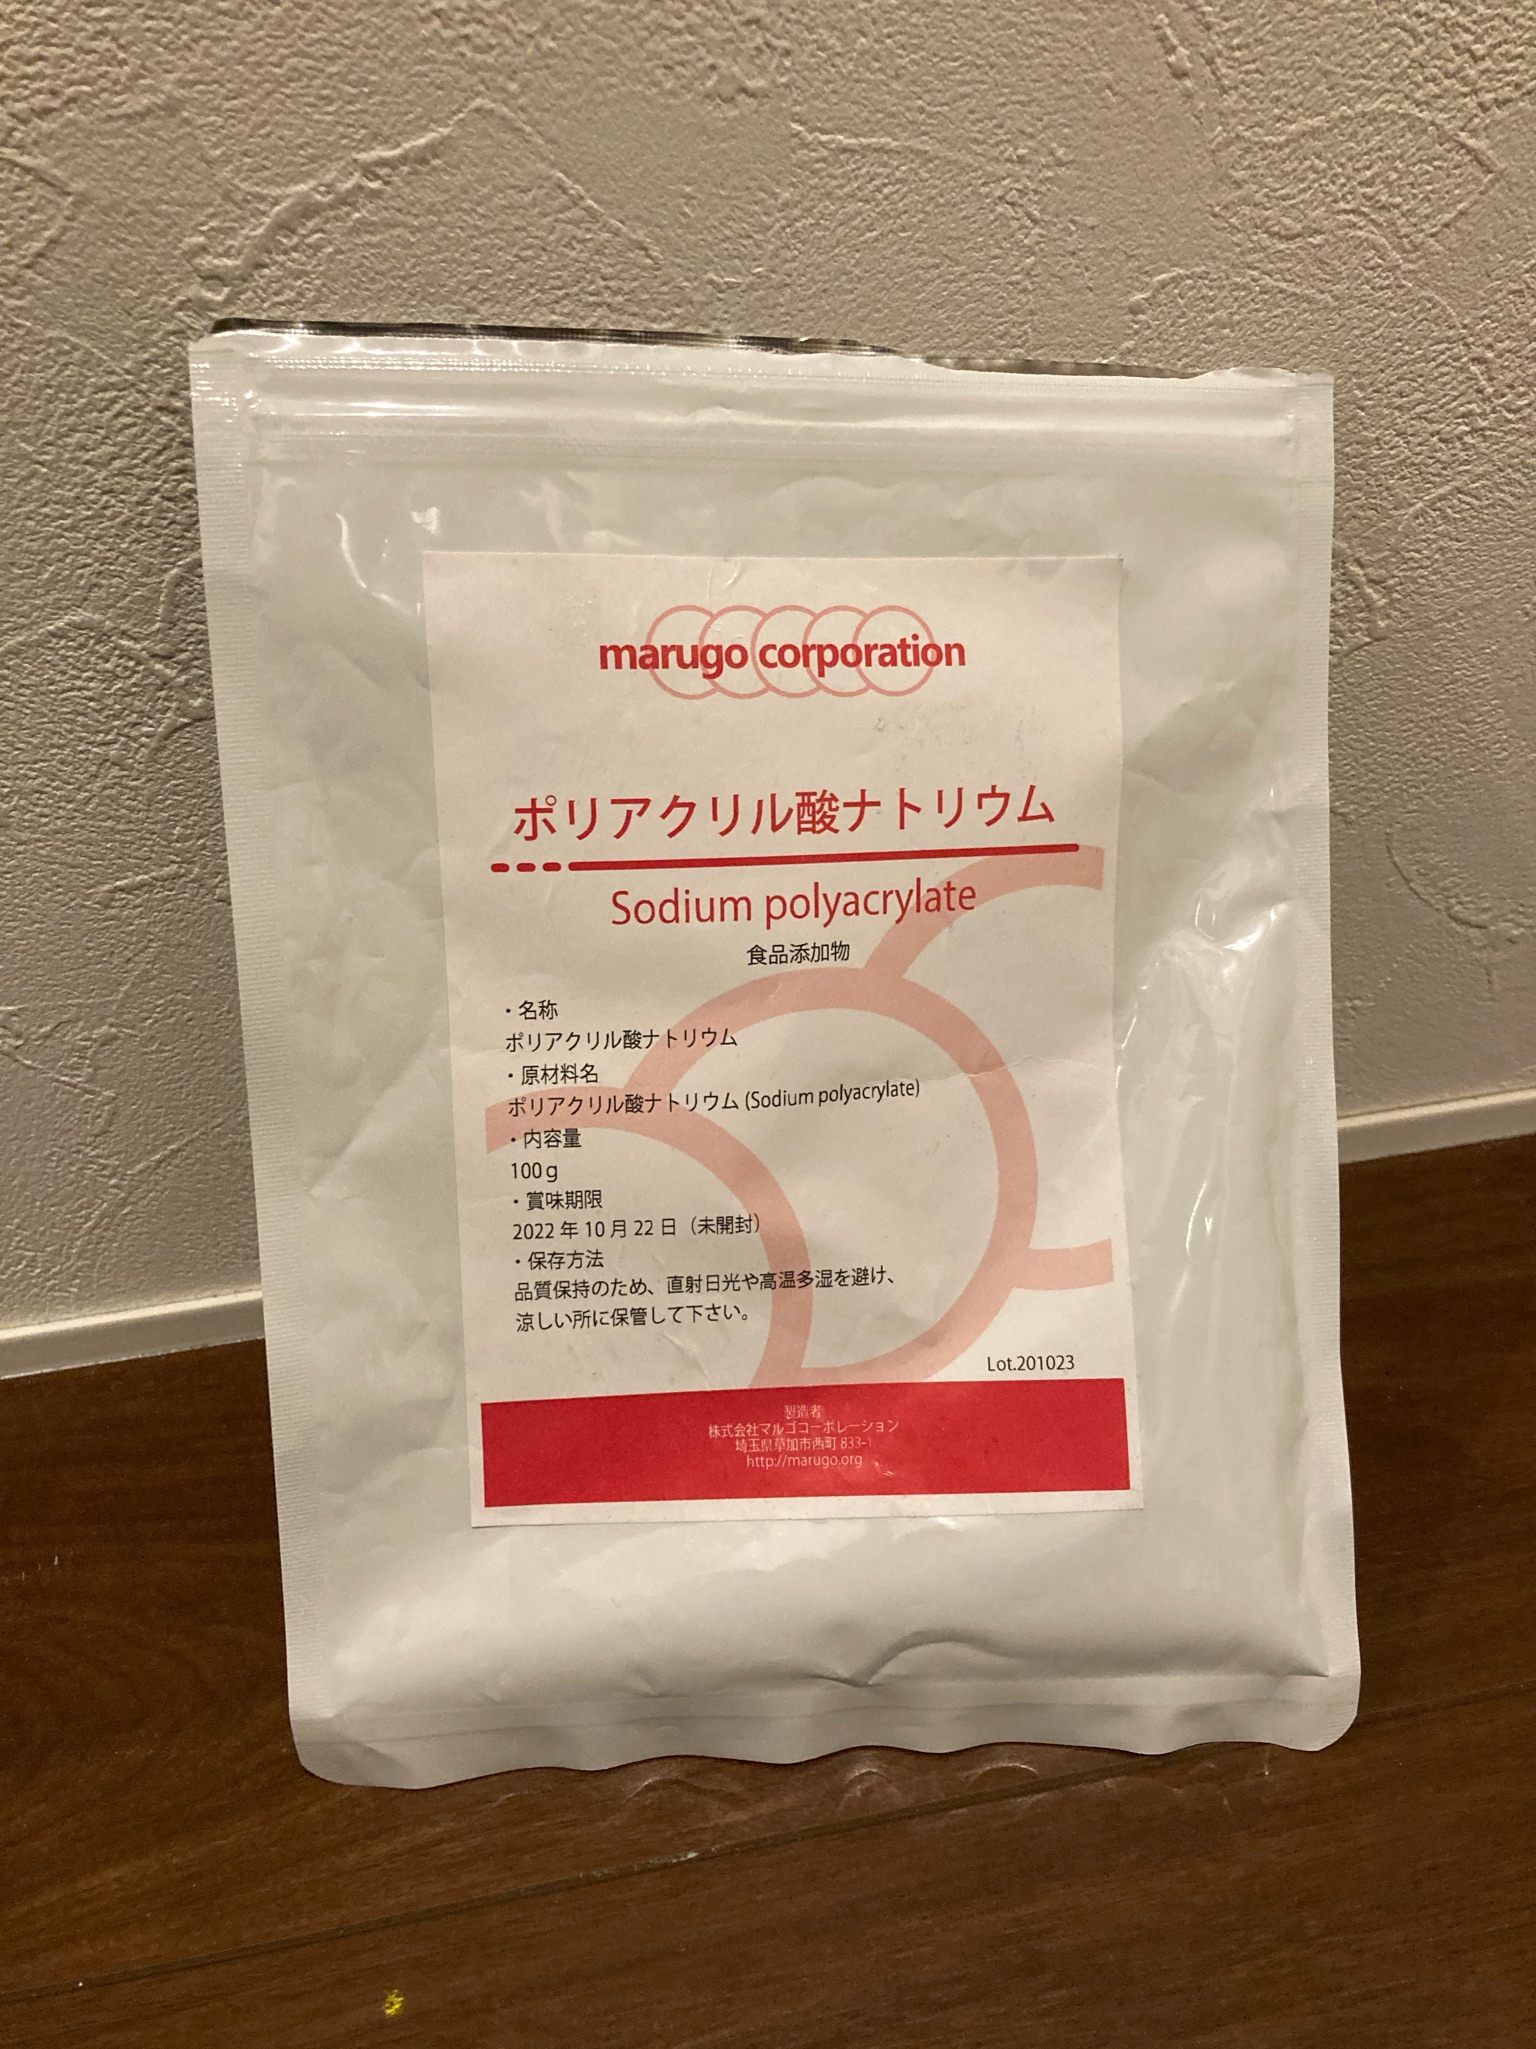 marugo corporation
ポリアクリル酸ナトリウム
Sodium polyacrylate
食品添加物
・名称
ポリアクリル酸ナトリウム
・原材料名
ポリアクリル酸ナトリウム (Sodium polyacrylate)
・内容量
100g
・賞味期限
2022年10月22日（未開封）
・保存方法
品質保持のため、直射日光や高温多湿を避け、
涼しい所に保管して下さい。
Lot.201023
製造者
株式会社マルゴコーポレーション
埼玉県草加市西町 833-1
http://marugo.org